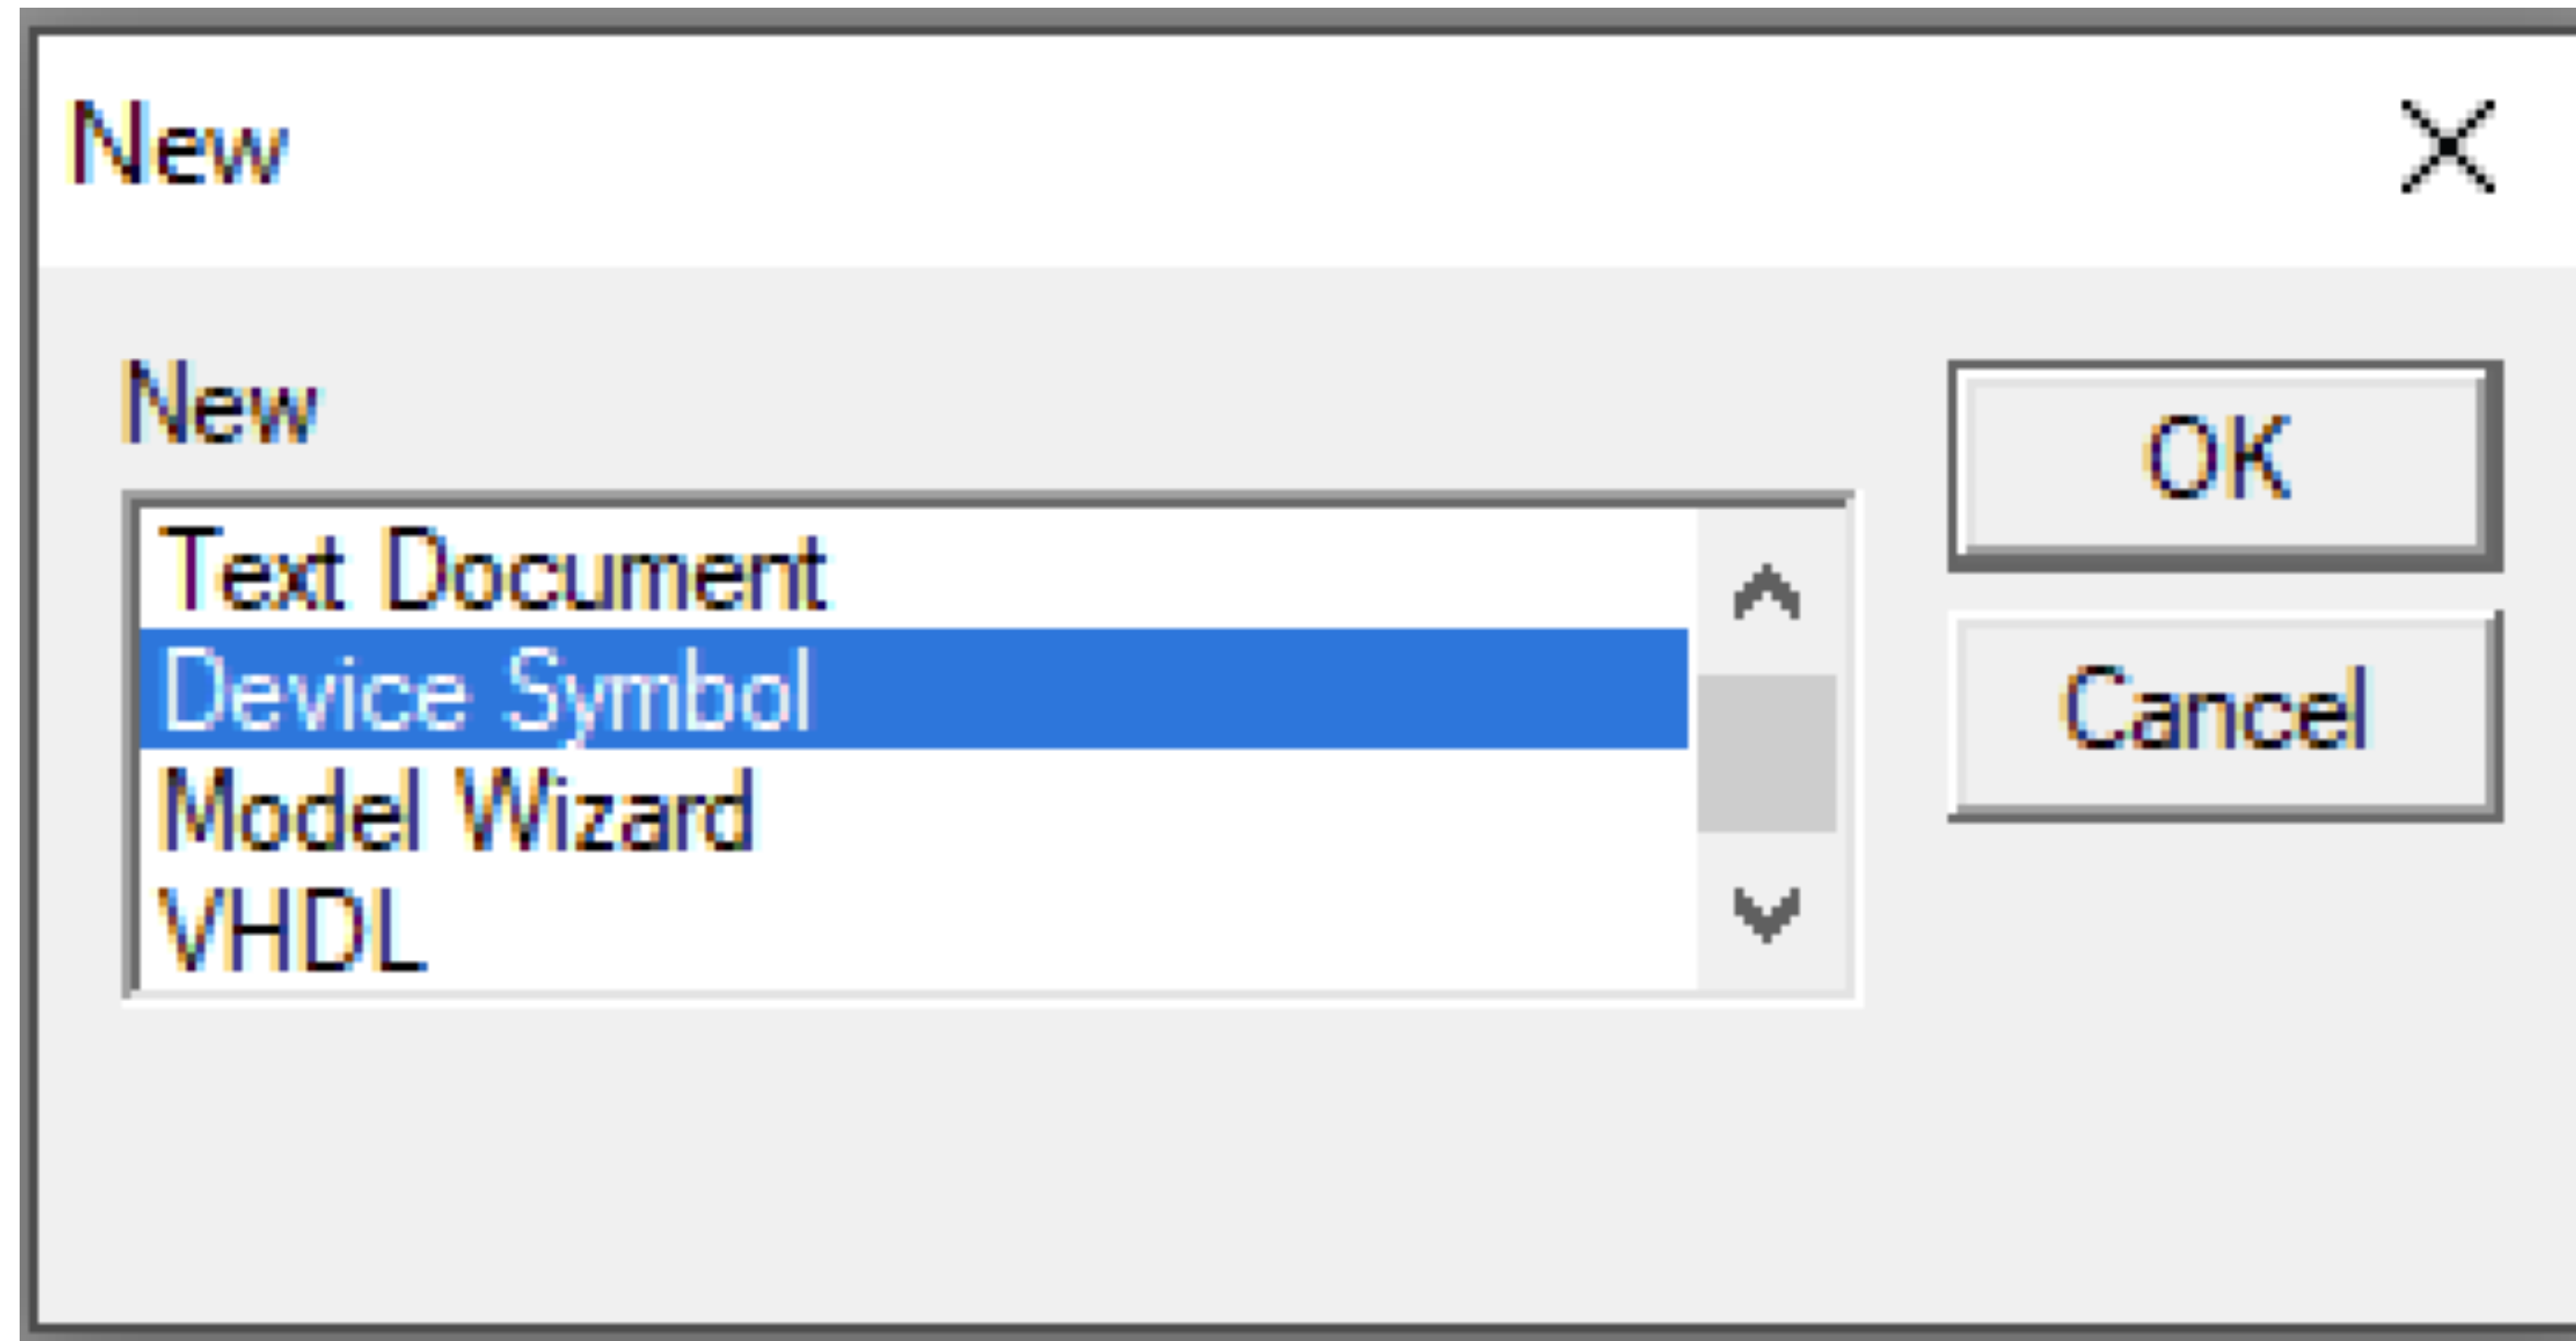 New
New
OK
Text Document
Device Symbol
Cancel
Model Wizard
VHDL